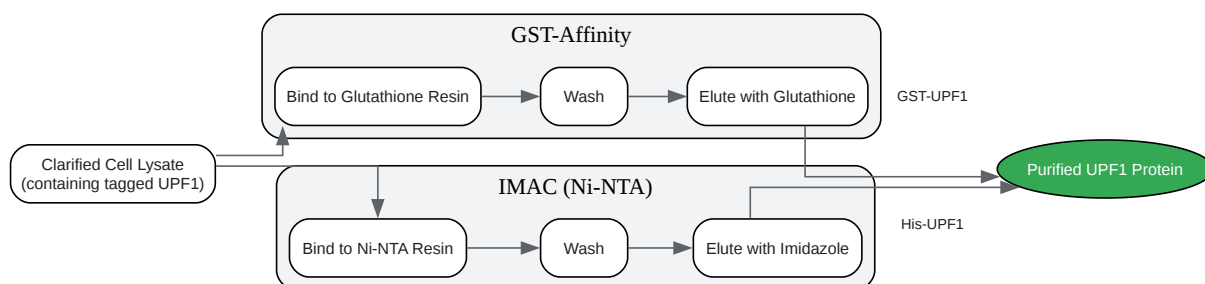 GST-Affinity
Bind to Glutathione Resin
Wash
Elute with Glutathione
GST-UPF1
Clarified Cell Lysate
(containing tagged UPF1)
Purified UPF1 Protein
IMAC (Ni-NTA)
Bind to Ni-NTA Resin
Wash
Elute with Imidazole
His-UPF1